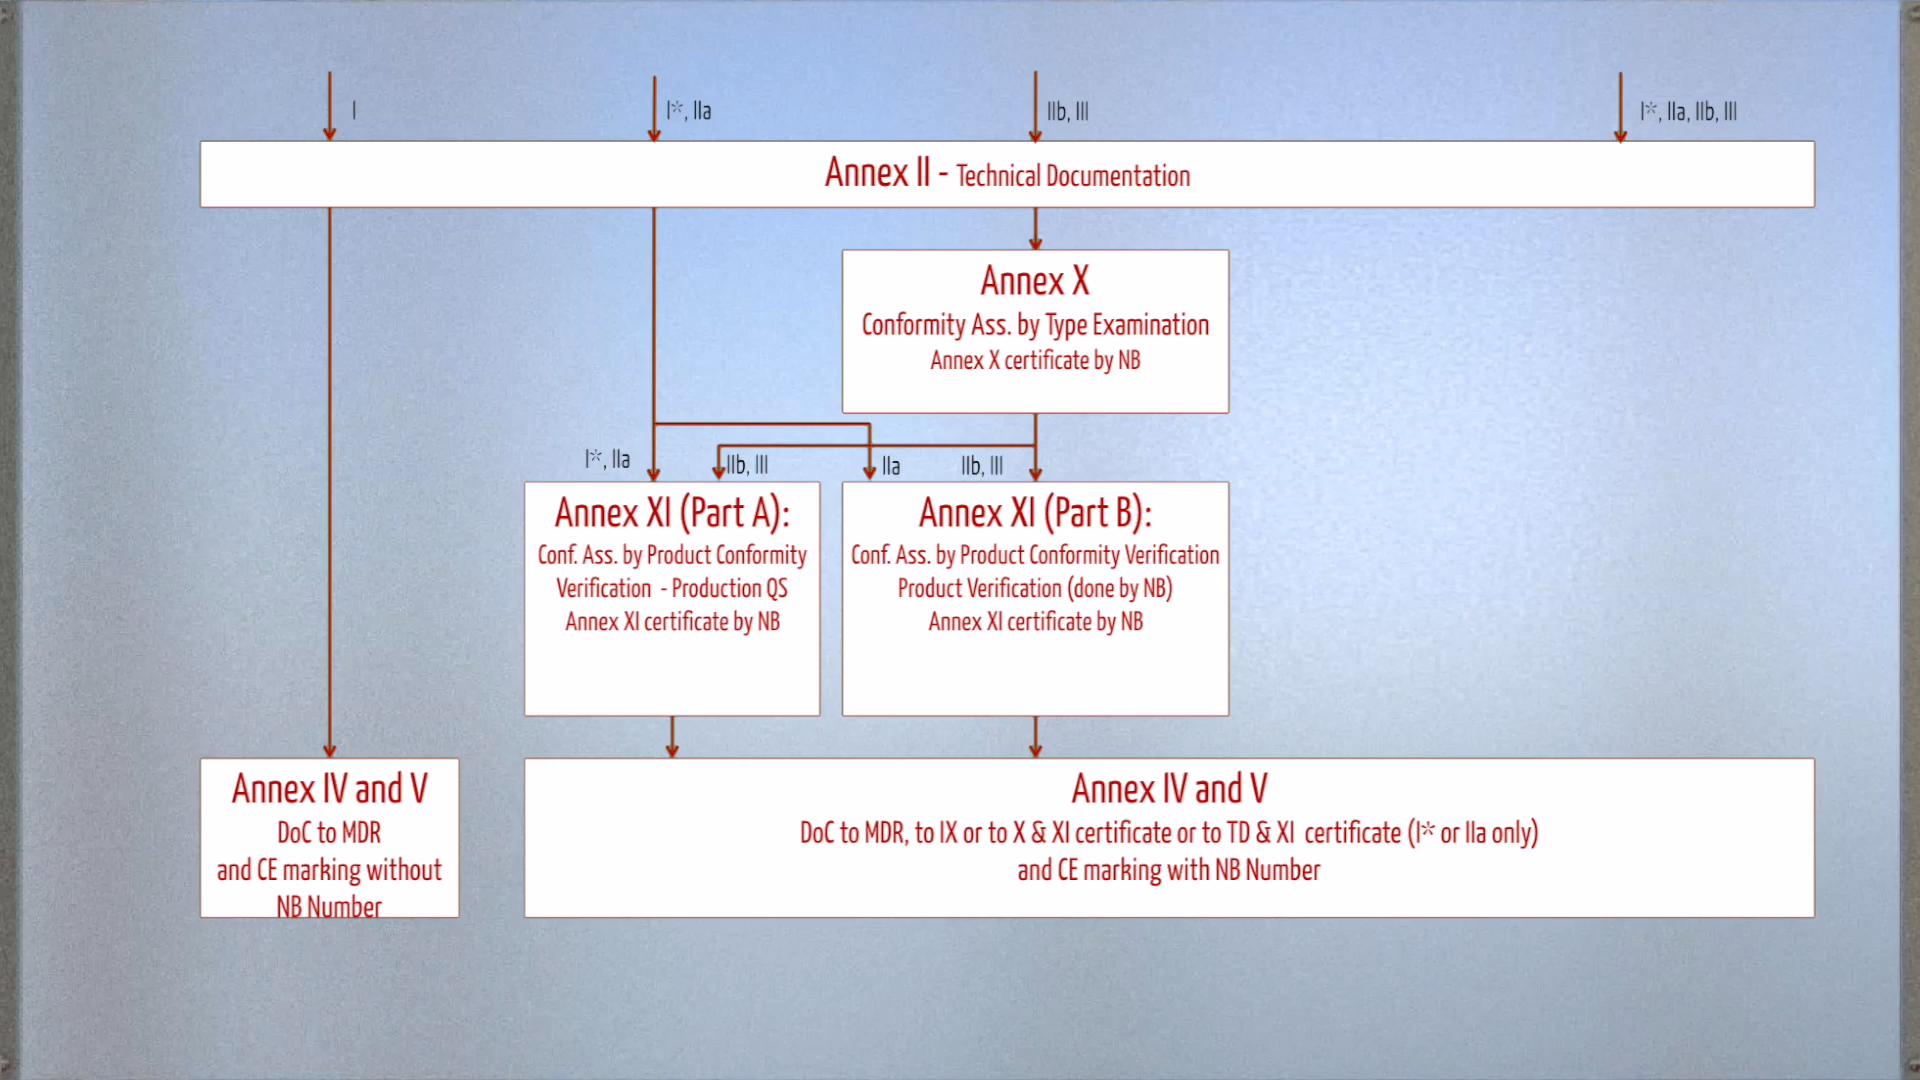 I
I*, IIa
IIb, III
I*, IIa, IIb, III
Annex II - Technical Documentation
Annex X
Conformity Ass. by Type Examination
Annex X certificate by NB
I*, IIa
IIb, III
IIa
IIb, III
Annex XI (Part A):
Conf. Ass. by Product Conformity
Verification - Production QS
Annex XI certificate by NB
Annex XI (Part B):
Conf. Ass. by Product Conformity Verification
Product Verification (done by NB)
Annex XI certificate by NB
Annex IV and V
DoC to MDR
and CE marking without
NB Number
Annex IV and V
DoC to MDR, to IX or to X & XI certificate or to TD & XI certificate (I* or IIa only)
and CE marking with NB Number